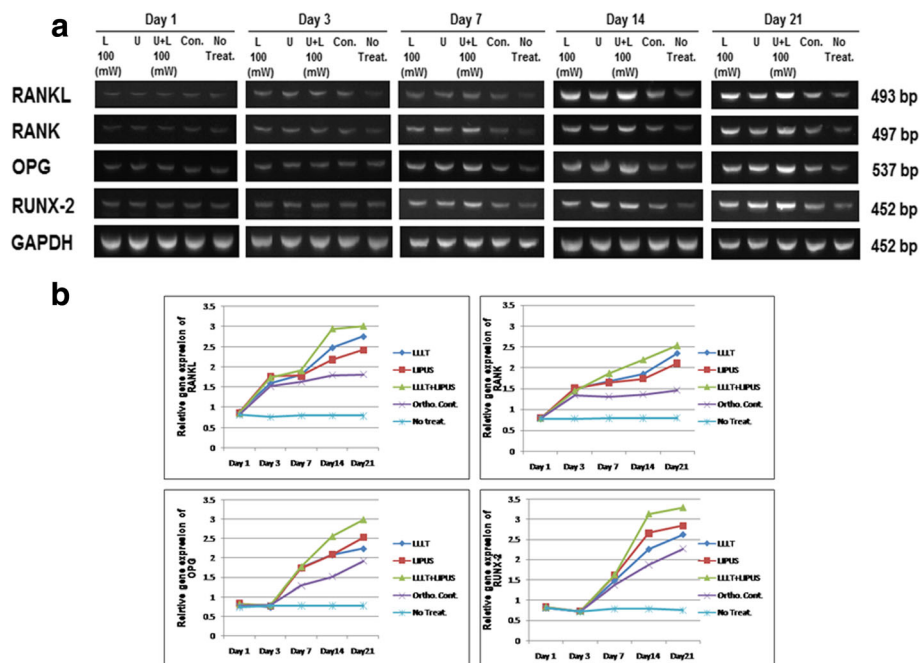 a
Day 1 Day 3 Day 7 Day 14 Day 21
L U U+L Con. No L U U+L Con. No L U U+L Con. No L U U+L Con. No L U U+L Con. No
100 100 Treat. 100 100 Treat. 100 100 Treat. 100 100 Treat. 100 100 Treat.
(mW) (mW) (mW) (mW) (mW) (mW) (mW) (mW) (mW) (mW)
RANKL 493 bp
RANK 497 bp
OPG 537 bp
RUNX-2 452 bp
GAPDH 452 bp
b
Relative gene expression of
RANKL
3.5
3
2.5
2
1.5
1
0.5
0
Day 1 Day 3 Day 7 Day14 Day21
LLLT
LIPUS
LLLT+LIPUS
Ortho. Cont.
No Treat.
Relative gene expression of
RANK
3.5
3
2.5
2
1.5
1
0.5
0
Day 1 Day 3 Day 7 Day14 Day21
LLLT
LIPUS
LLLT+LIPUS
Ortho. Cont.
No Treat.
Relative gene expression of
OPG
3.5
3
2.5
2
1.5
1
0.5
0
Day 1 Day 3 Day 7 Day14 Day21
LLLT
LIPUS
LLLT+LIPUS
Ortho. Cont.
No Treat.
Relative gene expression of
RUNX-2
3.5
3
2.5
2
1.5
1
0.5
0
Day 1 Day 3 Day 7 Day14 Day21
LLLT
LIPUS
LLLT+LIPUS
Ortho. Cont.
No Treat.